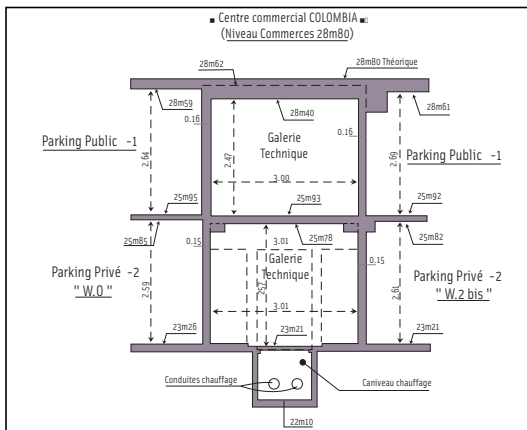 Centre commercial COLOMBIA
(Niveau Commerces 28m80)
28m62
28m80 Théorique
28m59
28m40
28m61
0.16
0.16
Galerie
Technique
Parking Public -1
Parking Public -1
2.64
2.47
2.69
3.00
25m95
25m93
25m92
25m85
25m78
25m82
0.15
3.01
0.15
Galerie
Technique
Parking Privé -2
" W.0 "
Parking Privé -2
" W.2 bis "
2.59
2.57
2.61
3.01
23m26
23m21
23m21
Conduites chauffage
Caniveau chauffage
22m10